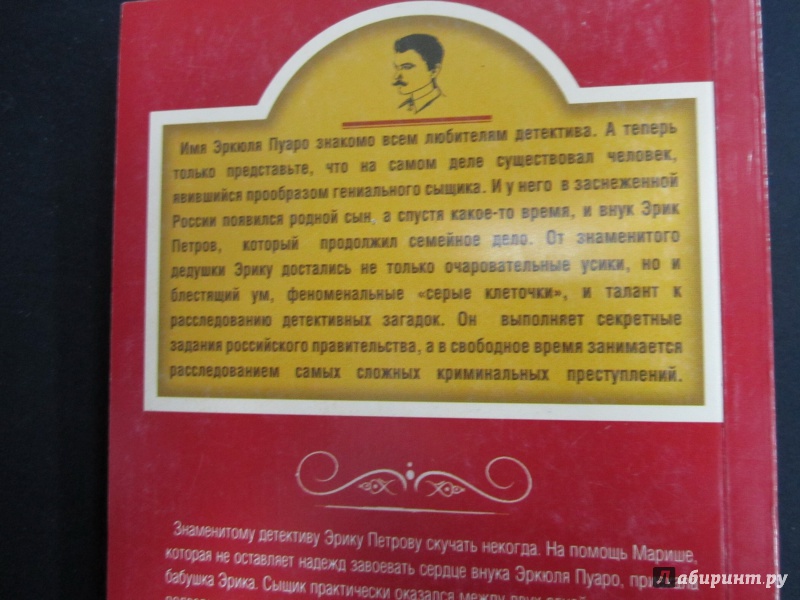 Имя Эркюля Пуаро знакомо всем любителям детектива. А теперь
только представьте, что на самом деле существовал человек,
явившийся прообразом гениального сыщика. И у него в заснеженной
России появился родной сын, а спустя какое-то время, и внук Эрик
Петров, который продолжил семейное дело. От знаменитого
дедушки Эрику достались не только очаровательные усики, но и
блестящий ум, феноменальные «серые клеточки», и талант к
расследованию детективных загадок. Он выполняет секретные
задания российского правительства, а в свободное время занимается
расследованием самых сложных криминальных преступлений.
Знаменитому детективу Эрику Петрову скучать некогда. На помощь Марише,
которая не оставляет надежд завоевать сердце внука Эркюля Пуаро,
бабушка Эрика. Сыщик практически оказался между двух
Лабиринт.ру